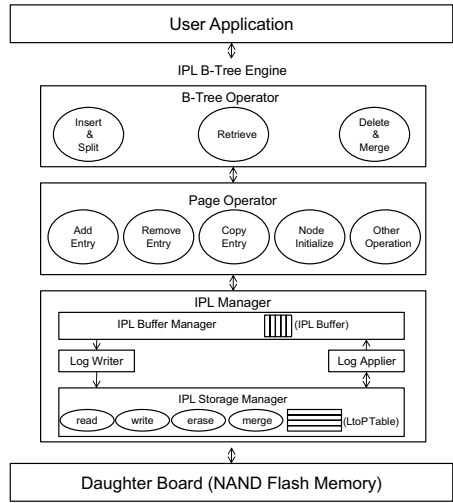 User Application
IPL B-Tree Engine
B-Tree Operator
Insert
&
Split
Retrieve
Delete
&
Merge
Page Operator
Add
Entry
Remove
Entry
Copy
Entry
Node
Initialize
Other
Operation
IPL Manager
IPL Buffer Manager
(IPL Buffer)
Log Writer
Log Applier
IPL Storage Manager
read
write
erase
merge
(LtoP Table)
Daughter Board (NAND Flash Memory)